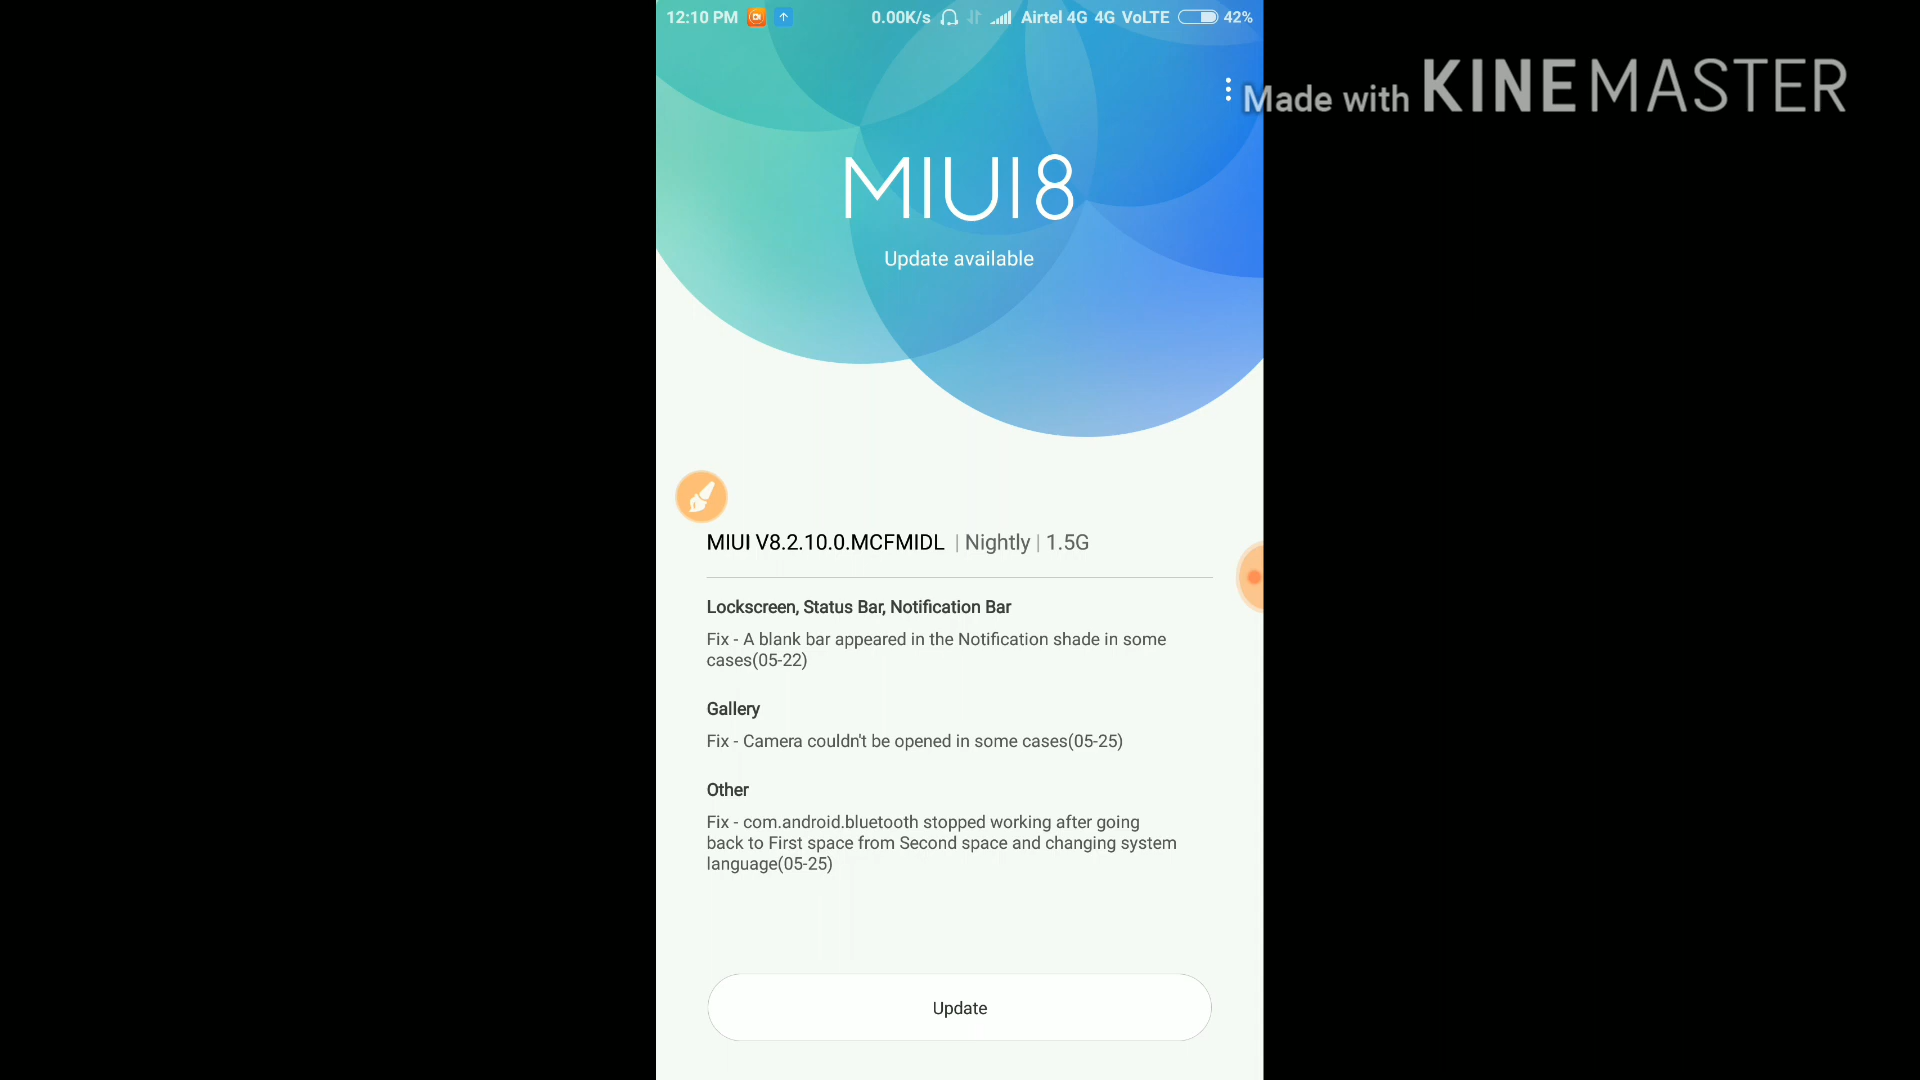 12:10 PM 0.00K/s Airtel 4G 4G VoLTE 42%
Made with KINEMASTER
MIUI 8
Update available
MIUI V8.2.10.0.MCFMIDL | Nightly | 1.5G
Lockscreen, Status Bar, Notification Bar
Fix - A blank bar appeared in the Notification shade in some
cases(05-22)
Gallery
Fix - Camera couldn't be opened in some cases(05-25)
Other
Fix - com.android.bluetooth stopped working after going
back to First space from Second space and changing system
language(05-25)
Update